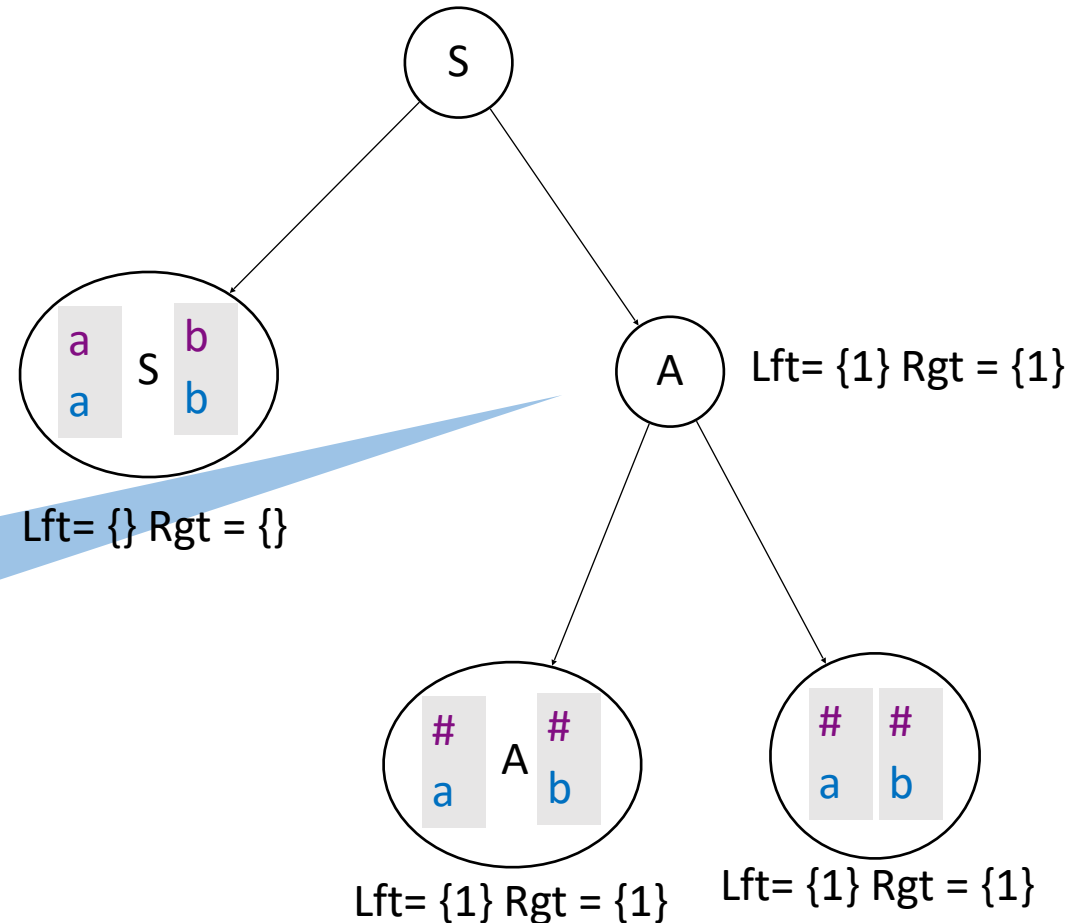 S
a S b
a b
Lft= {} Rgt = {}
A
Lft= {1} Rgt = {1}
# A #
a b
Lft= {1} Rgt = {1}
# #
a b
Lft= {1} Rgt = {1}